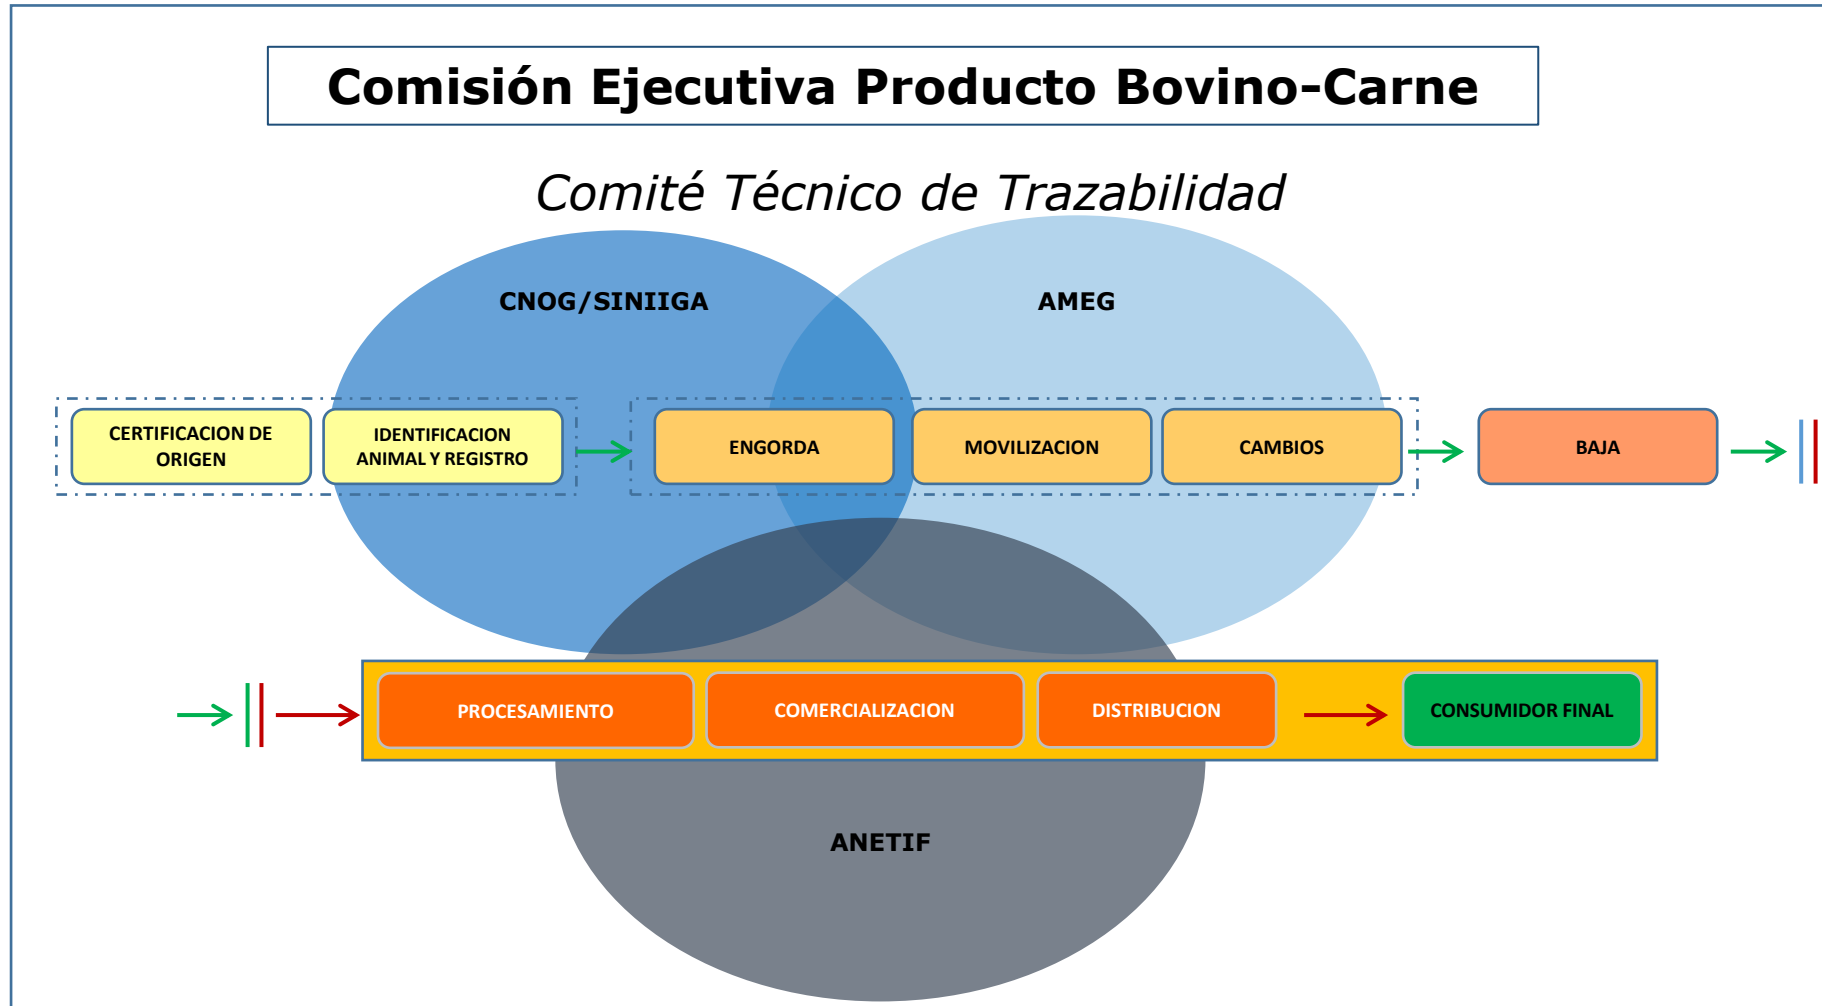 Comisión Ejecutiva Producto Bovino-Carne
Comité Técnico de Trazabilidad
CNOG/SINIIGA
AMEG
CERTIFICACION DE
ORIGEN
IDENTIFICACION
ANIMAL Y REGISTRO
ENGORDA
MOVILIZACION
CAMBIOS
BAJA
PROCESAMIENTO
COMERCIALIZACION
DISTRIBUCION
CONSUMIDOR FINAL
ANETIF